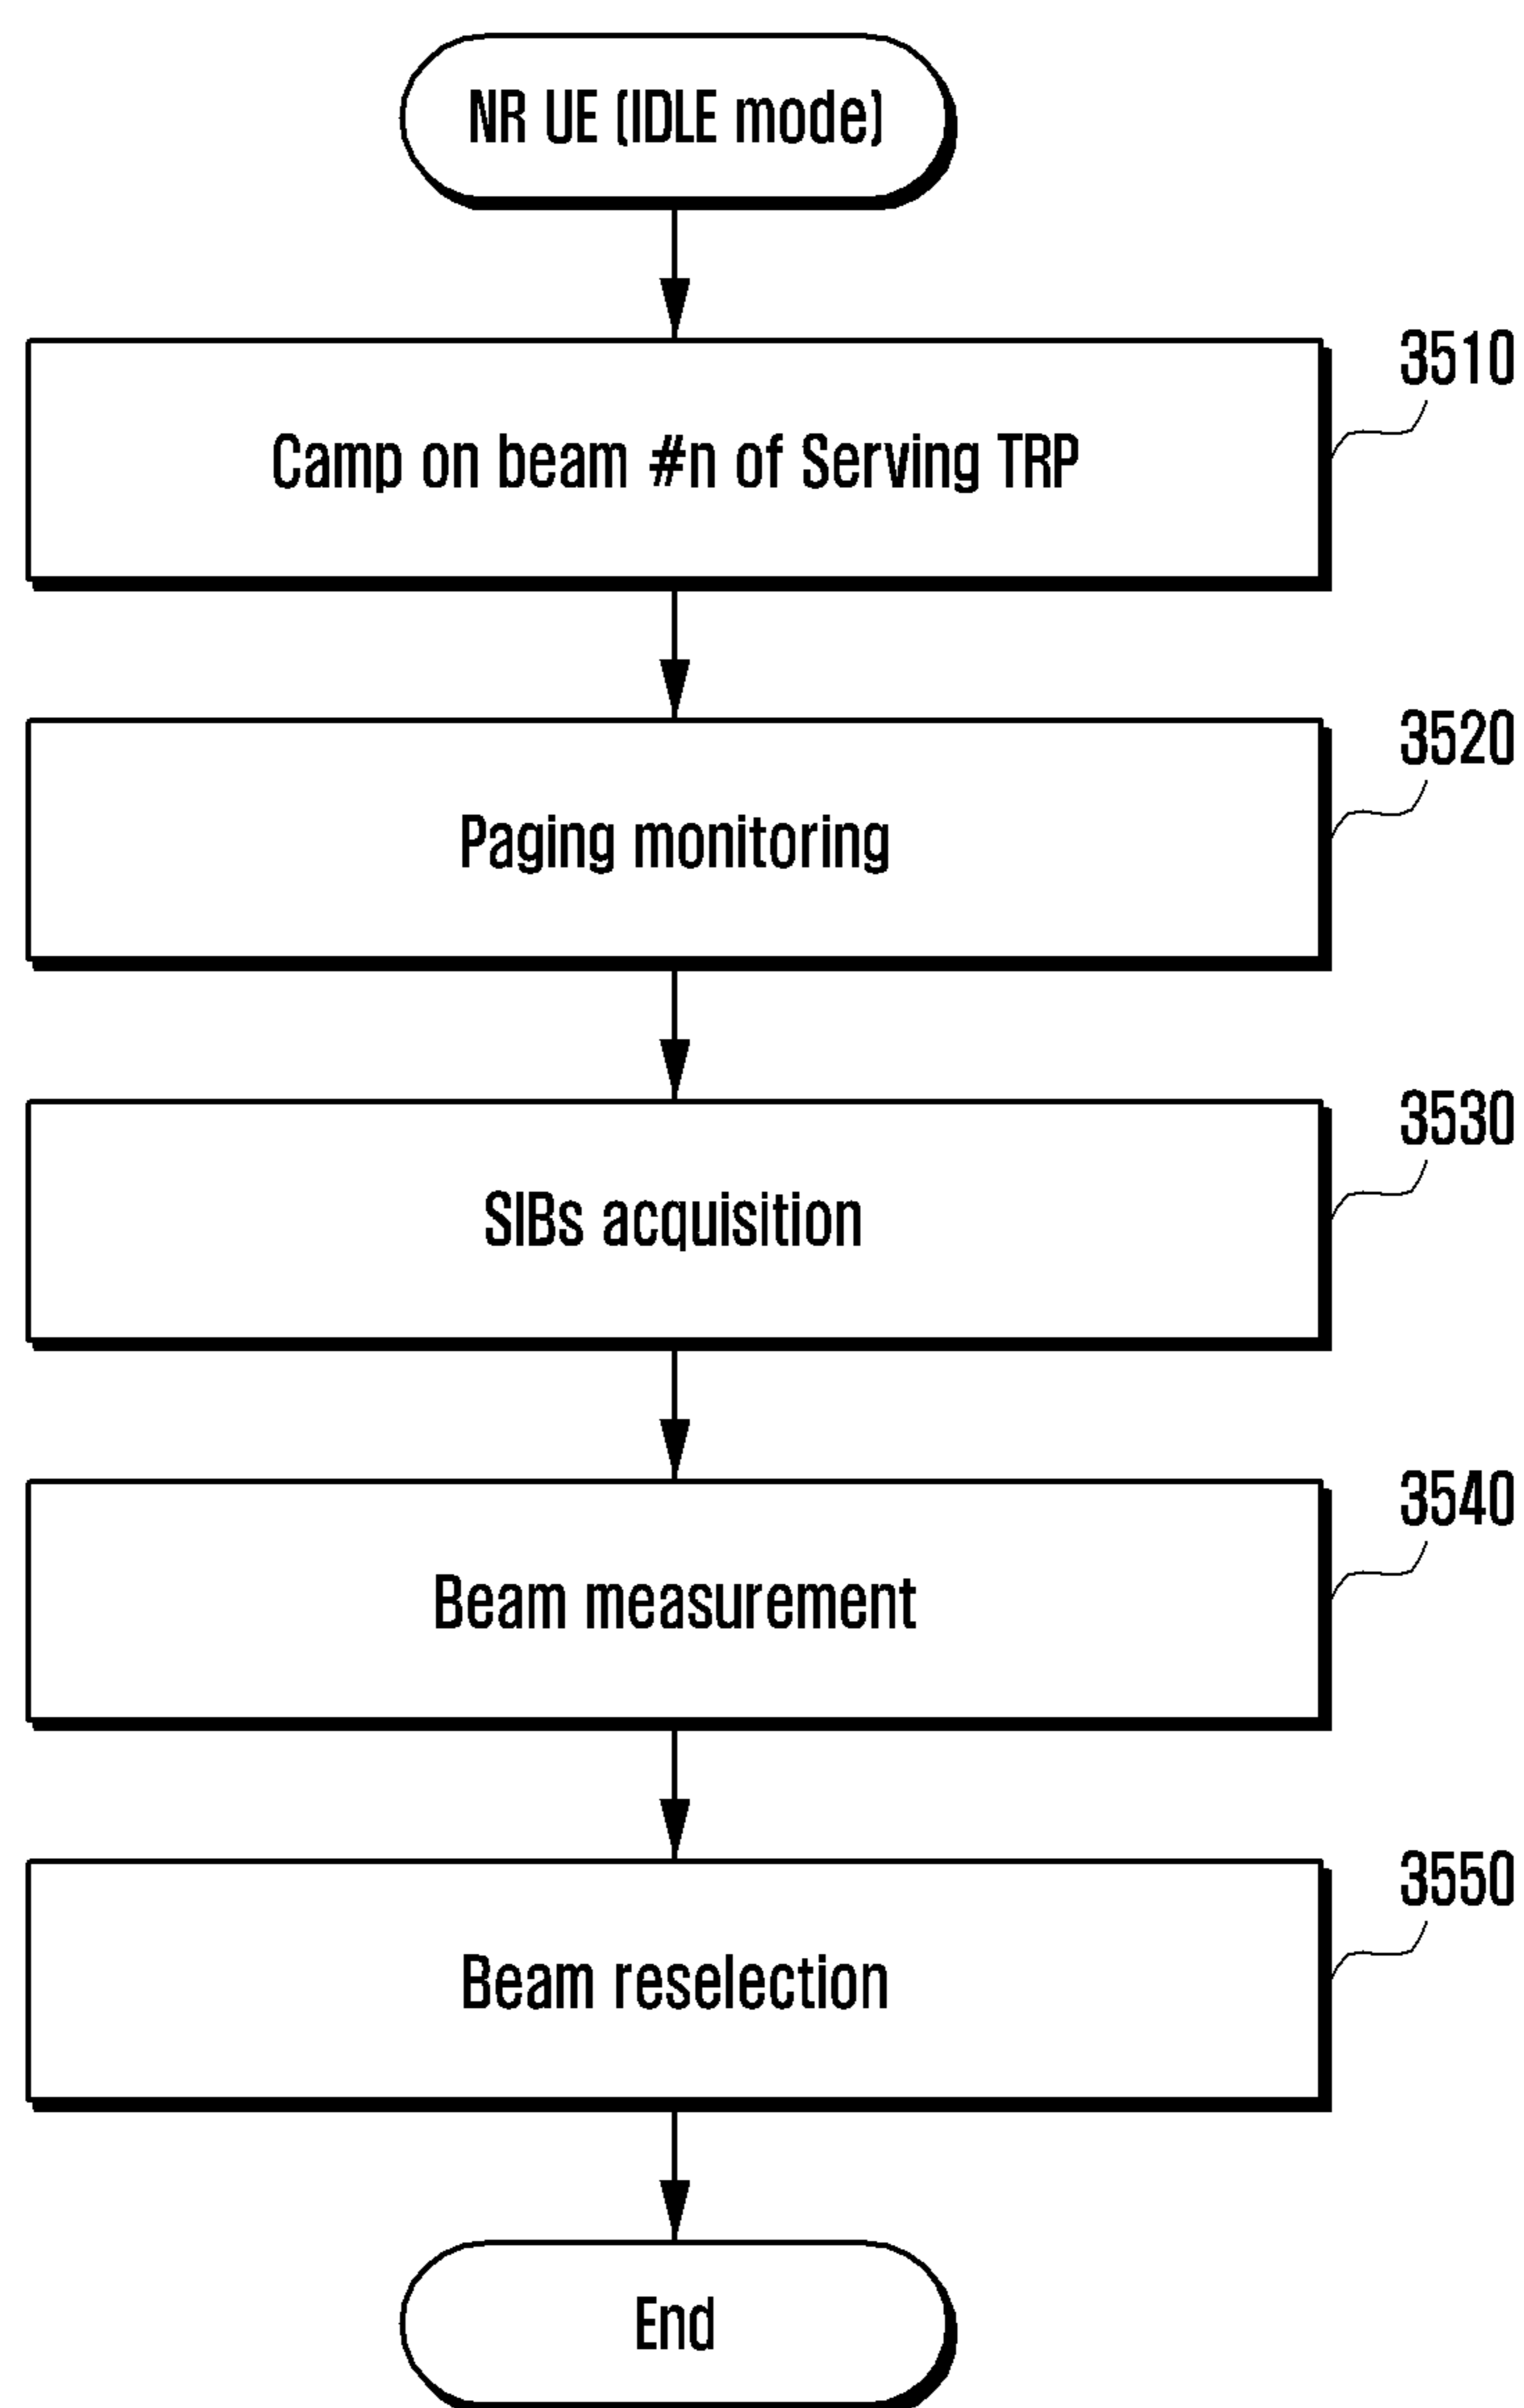 NR UE (IDLE mode)
Camp on beam #n of Serving TRP
3510
Paging monitoring
3520
SIBs acquisition
3530
Beam measurement
3540
Beam reselection
3550
End